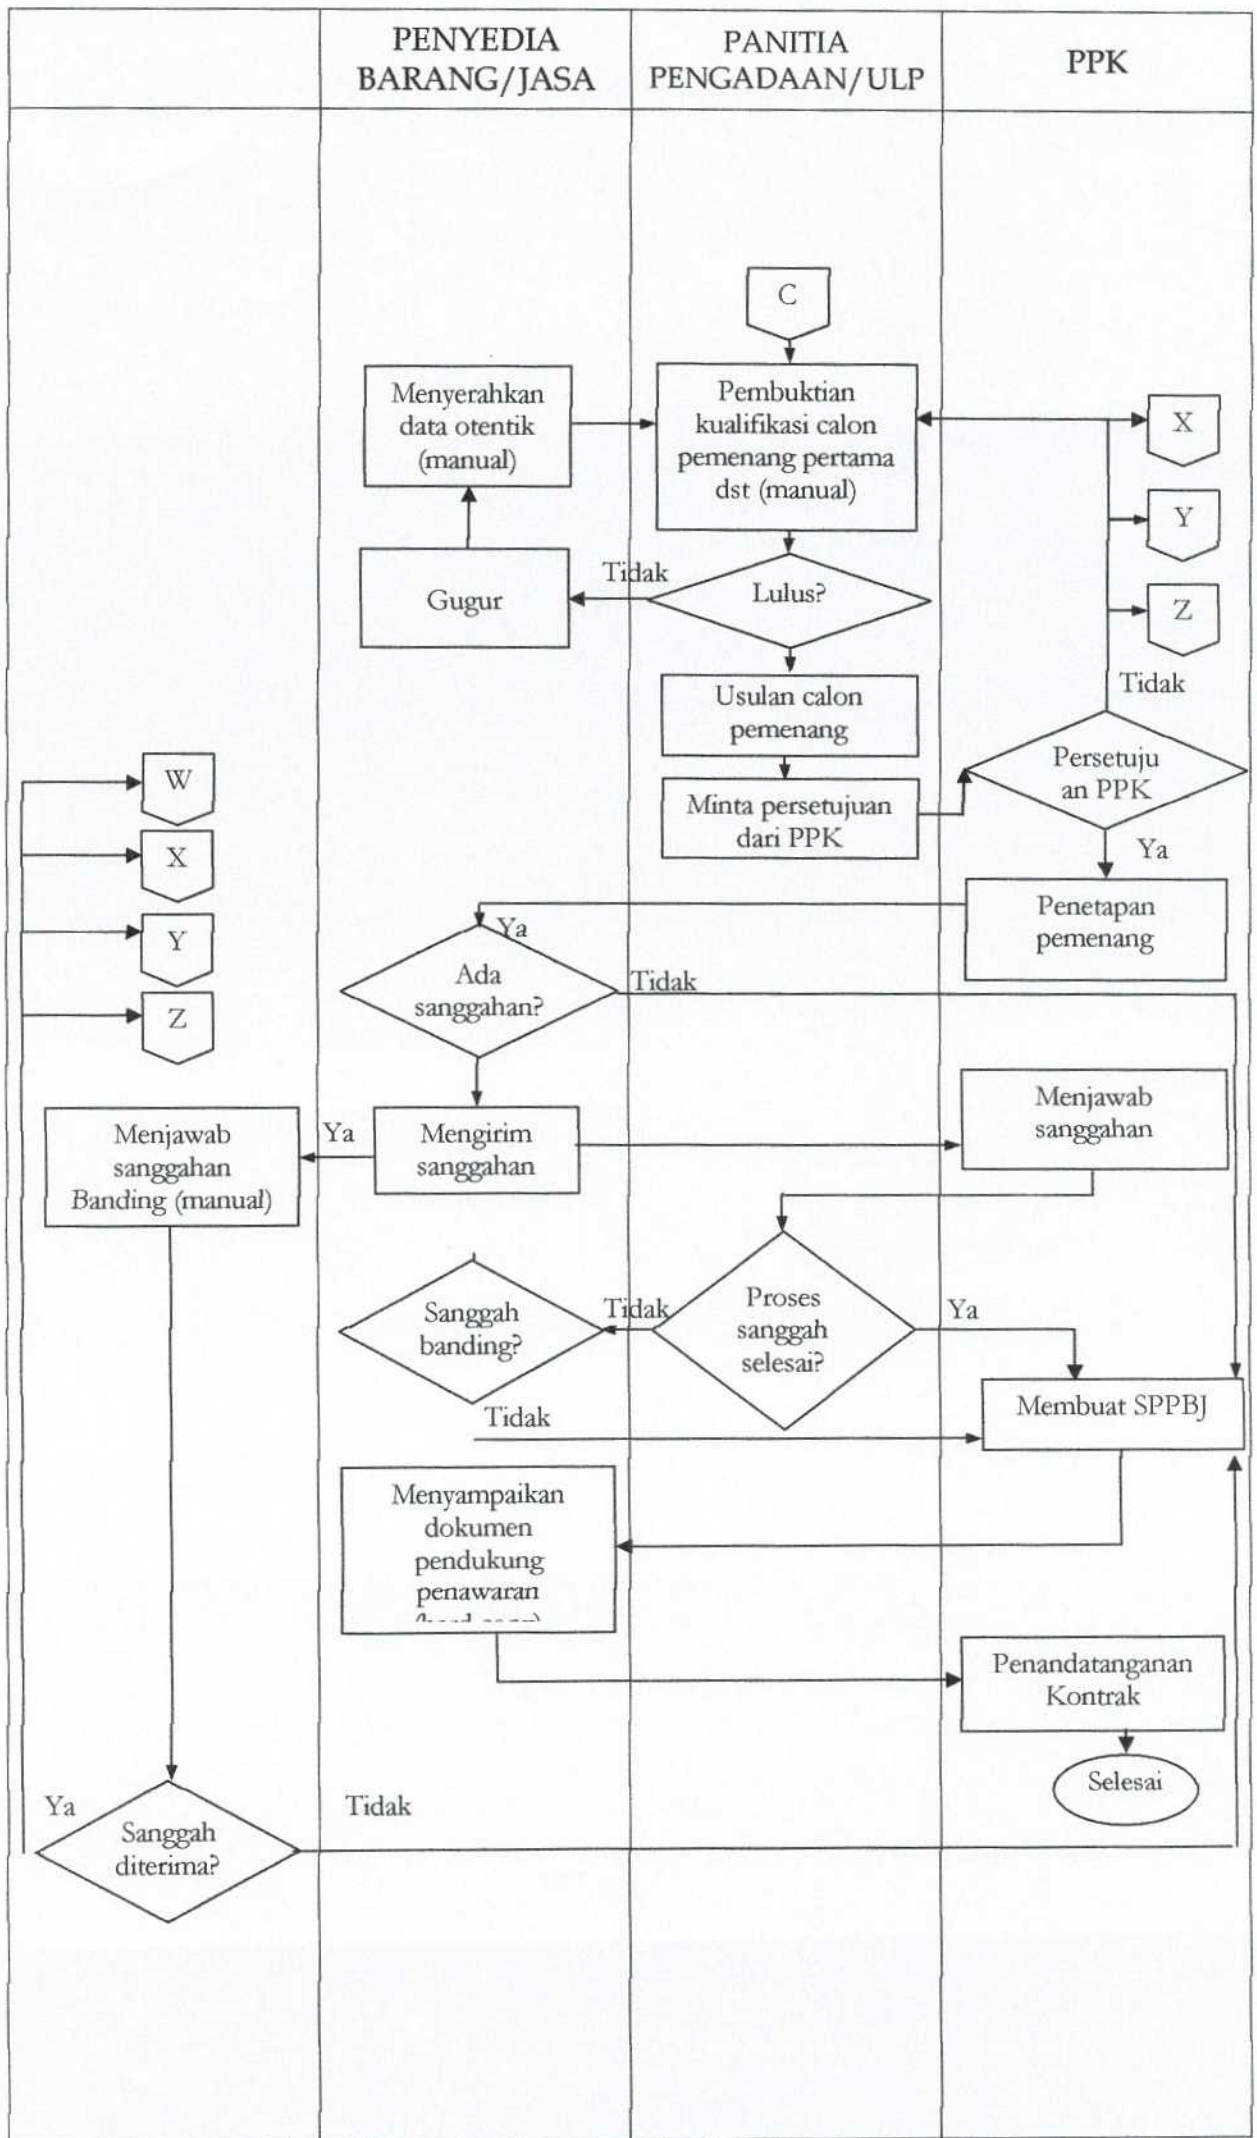 PENYEDIA
BARANG/JASA
PANITIA
PENGADAAN/ULP
PPK
C
Menyerahkan
data otentik
(manual)
Pembuktian
kualifikasi calon
pemenang pertama
dst (manual)
X
Y
Z
Gugur
Tidak
Lulus?
Tidak
Usulan calon
pemenang
Persetuju
an PPK
Minta persetujuan
dari PPK
Ya
W
X
Y
Z
Penetapan
pemenang
Ya
Ada
sanggahan?
Tidak
Menjawab
sanggahan
Menjawab
sanggahan
Banding (manual)
Ya
Mengirim
sanggahan
Sanggah
banding?
Tidak
Proses
sanggah
selesai?
Ya
Tidak
Membuat SPPBJ
Menyampaikan
dokumen
pendukung
penawaran
Penandatanganan
Kontrak
Selesai
Ya
Sanggah
diterima?
Tidak